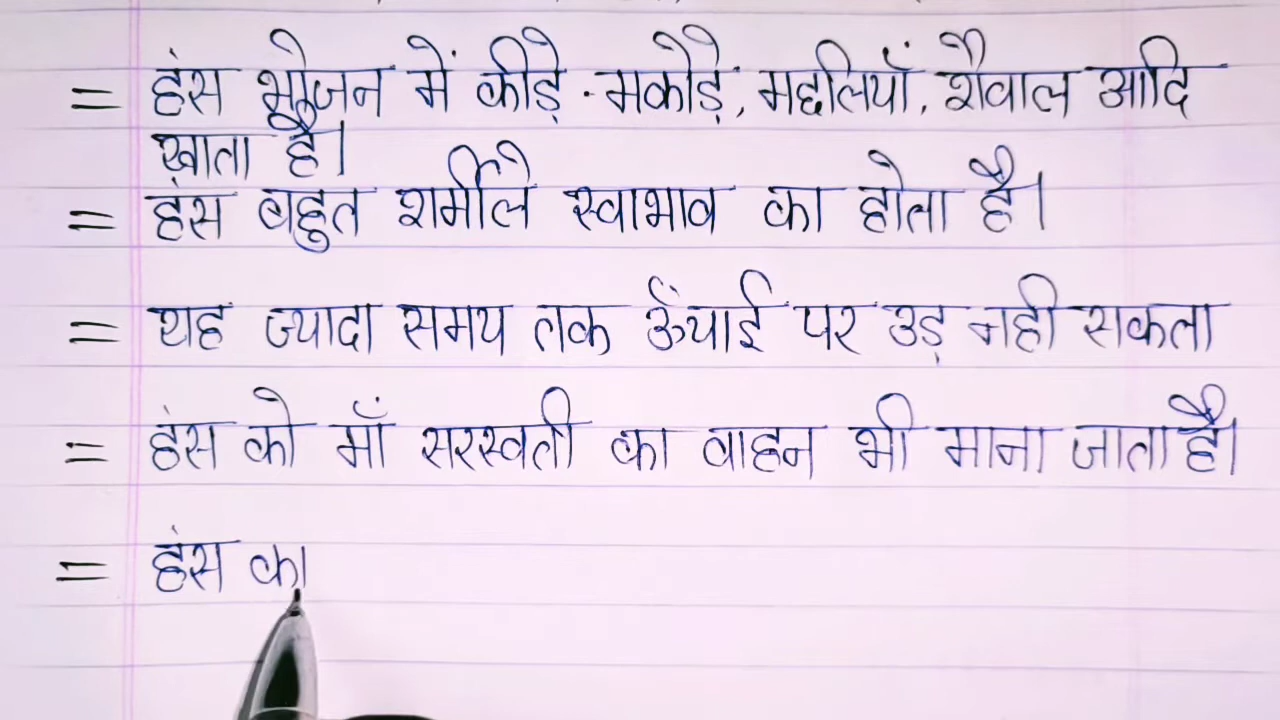 = हंस भोजन में कीड़े-मकोड़े, मछलियाँ, शैवाल आदि
खाता है।
= हंस बहुत शर्मीले स्वाभाव का होता है।
= यह ज्यादा समय तक ऊँचाई पर उड़ नही सकता
= हंस को माँ सरस्वती का वाहन भी माना जाता है।
= हंस का